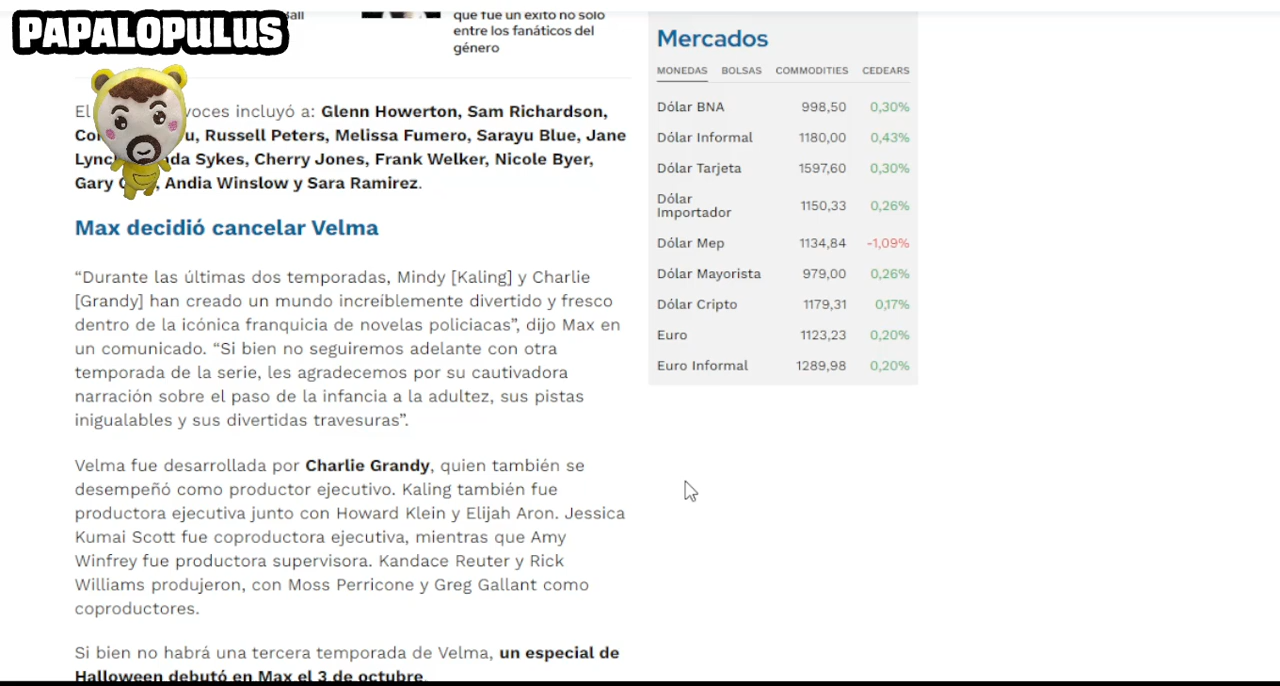 PAPALOPULUS
que fue un éxito no solo
entre los fanáticos del
género
El voces incluyó a: Glenn Howerton, Sam Richardson,
Russell Peters, Melissa Fumero, Sarayu Blue, Jane
Sykes, Cherry Jones, Frank Welker, Nicole Byer,
Gary Andia Winslow y Sara Ramirez.
Max decidió cancelar Velma
“Durante las últimas dos temporadas, Mindy [Kaling] y Charlie
[Grandy] han creado un mundo increíblemente divertido y fresco
dentro de la icónica franquicia de novelas policiacas”, dijo Max en
un comunicado. “Si bien no seguiremos adelante con otra
temporada de la serie, les agradecemos por su cautivadora
narración sobre el paso de la infancia a la adultez, sus pistas
inigualables y sus divertidas travesuras”.
Velma fue desarrollada por Charlie Grandy, quien también se
desempeñó como productor ejecutivo. Kaling también fue
productora ejecutiva junto con Howard Klein y Elijah Aron. Jessica
Kumai Scott fue coproductora ejecutiva, mientras que Amy
Winfrey fue productora supervisora. Kandace Reuter y Rick
Williams produjeron, con Moss Perricone y Greg Gallant como
coproductores.
Si bien no habrá una tercera temporada de Velma, un especial de
Halloween debutó en Max el 3 de octubre.
Mercados
MONEDAS BOLSAS COMMODITIES CEDEARS
Dólar BNA 998,50 0,30%
Dólar Informal 1180,00 0,43%
Dólar Tarjeta 1597,60 0,30%
Dólar
Importador 1150,33 0,26%
Dólar Mep 1134,84 -1,09%
Dólar Mayorista 979,00 0,26%
Dólar Cripto 1179,31 0,17%
Euro 1123,23 0,20%
Euro Informal 1289,98 0,20%